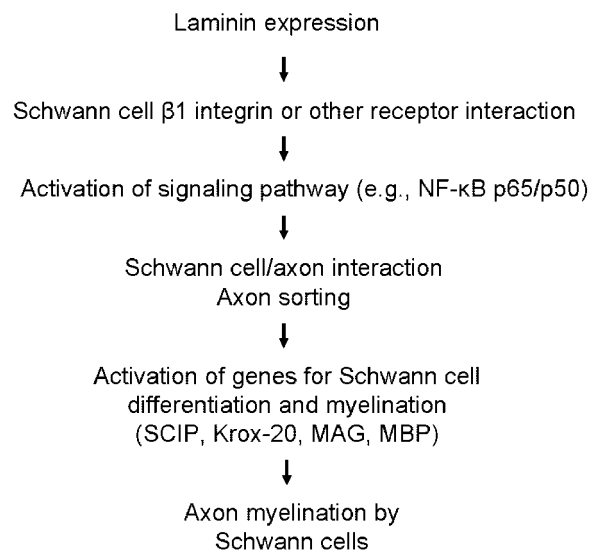 Laminin expression
Schwann cell β1 integrin or other receptor interaction
Activation of signaling pathway (e.g., NF-κB p65/p50)
Schwann cell/axon interaction
Axon sorting
Activation of genes for Schwann cell
differentiation and myelination
(SCIP, Krox-20, MAG, MBP)
Axon myelination by
Schwann cells